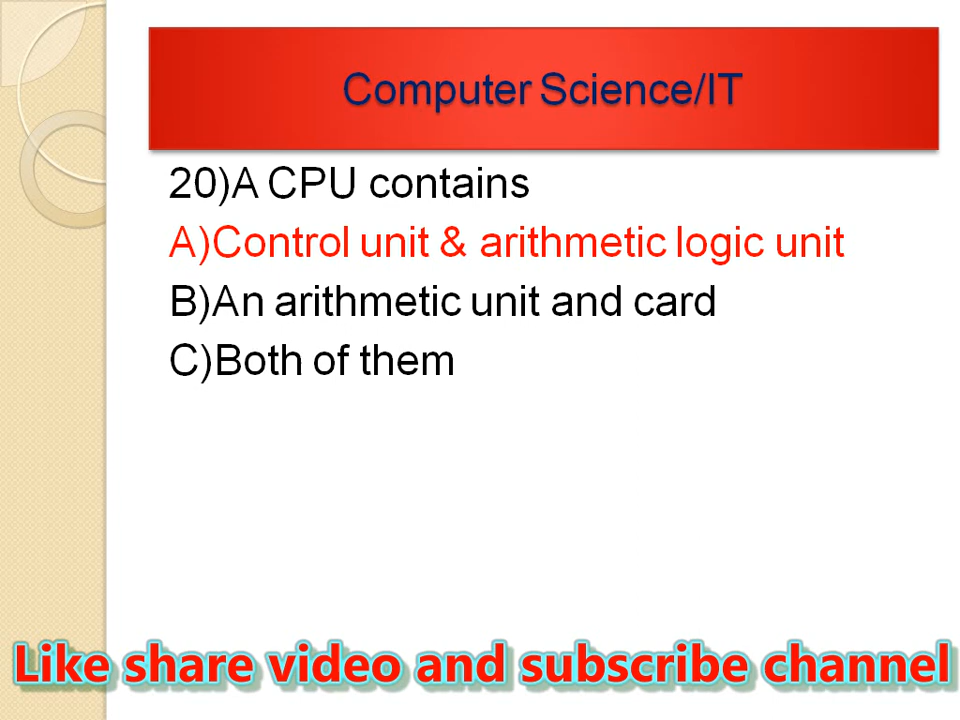 Computer Science/IT
20)A CPU contains
A)Control unit & arithmetic logic unit
B)An arithmetic unit and card
C)Both of them
Like share video and subscribe channel